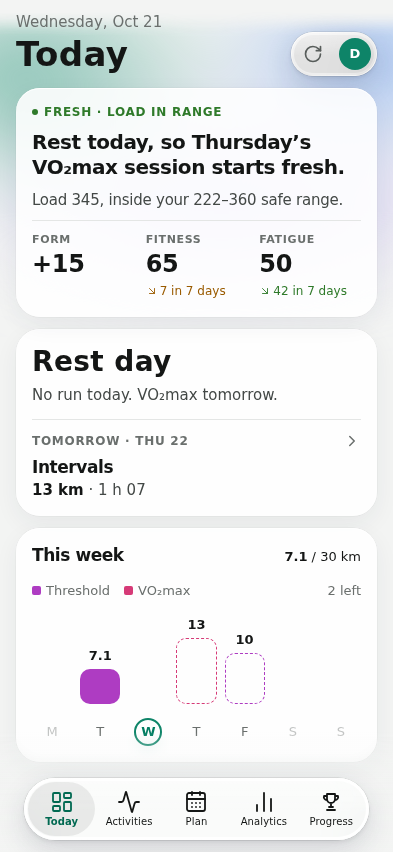 Wednesday, Oct 21
Today
D
FRESH · LOAD IN RANGE
Rest today, so Thursday’s
VO₂max session starts fresh.
Load 345, inside your 222–360 safe range.
FORM FITNESS FATIGUE
+15 65 50
↘ 7 in 7 days ↘ 42 in 7 days
Rest day
No run today. VO₂max tomorrow.
TOMORROW · THU 22
Intervals
13 km · 1 h 07
This week 7.1 / 30 km
Threshold VO₂max 2 left
13
10
7.1
M T W T F S S
Today Activities Plan Analytics Progress